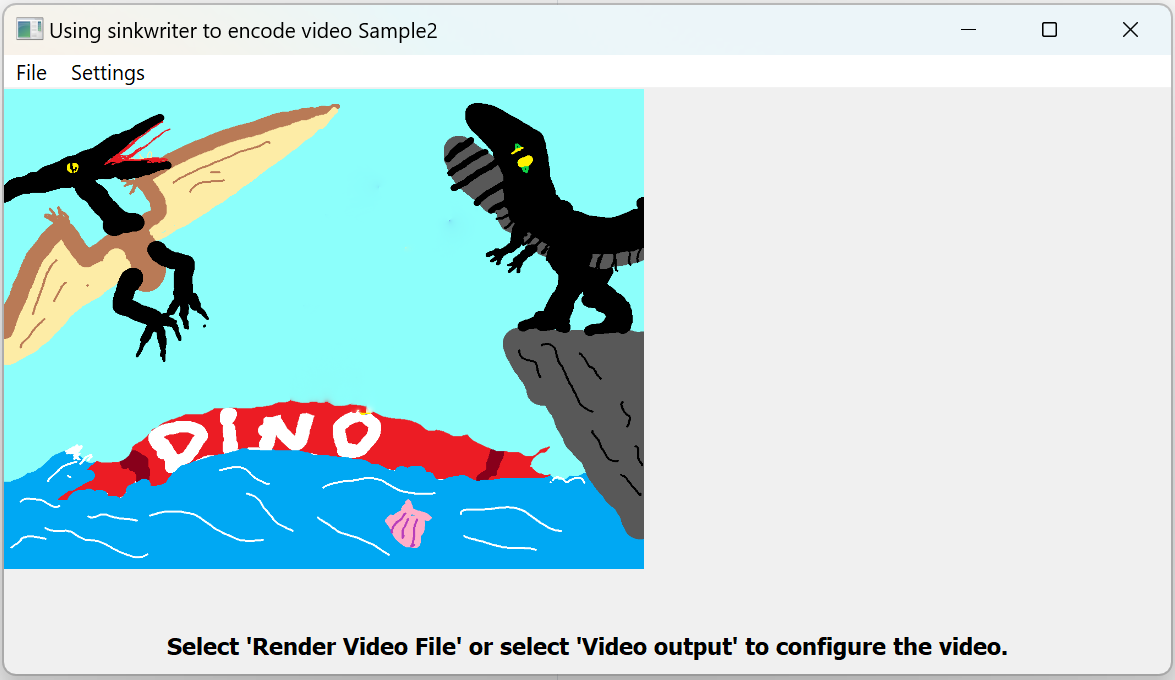 Using sinkwriter to encode video Sample2
File Settings
DiNO
Select 'Render Video File' or select 'Video output' to configure the video.